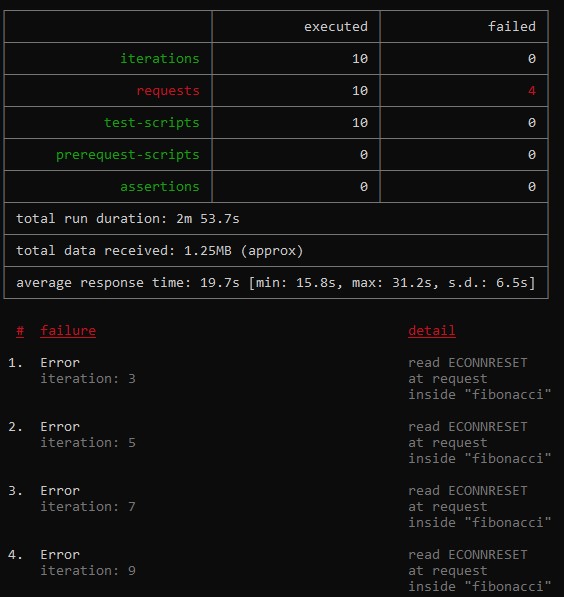 executed failed
iterations 10 0
requests 10 4
test-scripts 10 0
prerequest-scripts 0 0
assertions 0 0
total run duration: 2m 53.7s
total data received: 1.25MB (approx)
average response time: 19.7s [min: 15.8s, max: 31.2s, s.d.: 6.5s]
# failure detail
1. Error read ECONNRESET
iteration: 3 at request
inside "fibonacci"
2. Error read ECONNRESET
iteration: 5 at request
inside "fibonacci"
3. Error read ECONNRESET
iteration: 7 at request
inside "fibonacci"
4. Error read ECONNRESET
iteration: 9 at request
inside "fibonacci"